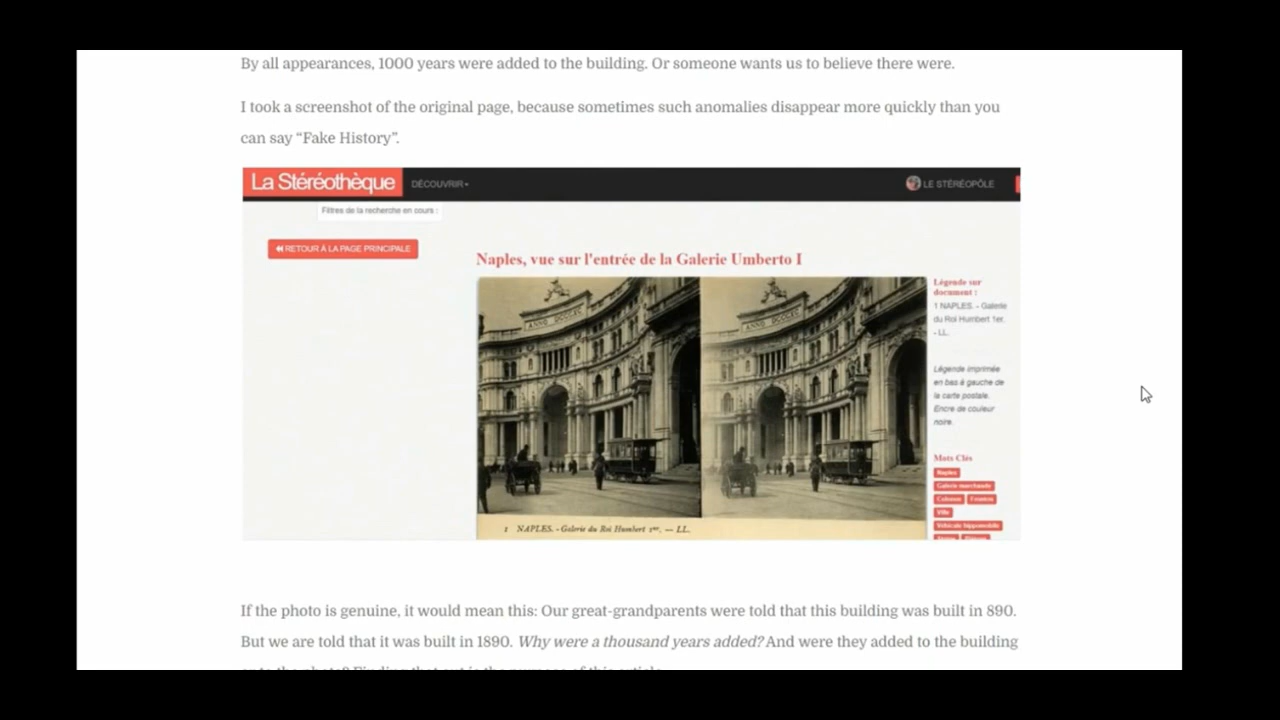 By all appearances, 1000 years were added to the building. Or someone wants us to believe there were.
I took a screenshot of the original page, because sometimes such anomalies disappear more quickly than you
can say “Fake History”.
La Stéréothèque
DÉCOUVRIR
LE STÉRÉOPÔLE
Filtres de la recherche en cours :
RETOUR À LA PAGE PRINCIPALE
Naples, vue sur l'entrée de la Galerie Umberto I
Légende sur
document :
1 NAPLES. - Galerie
du Roi Humbert 1er.
- LL.
Légende imprimée
en bas à gauche de
la carte postale.
Encre de couleur
noire.
Mots Clés
Naples
Galerie marchande
Colonne
Fronton
Ville
Véhicule hippomobile
1 NAPLES. - Galerie du Roi Humbert 1er. — LL.
If the photo is genuine, it would mean this: Our great-grandparents were told that this building was built in 890.
But we are told that it was built in 1890. Why were a thousand years added? And were they added to the building